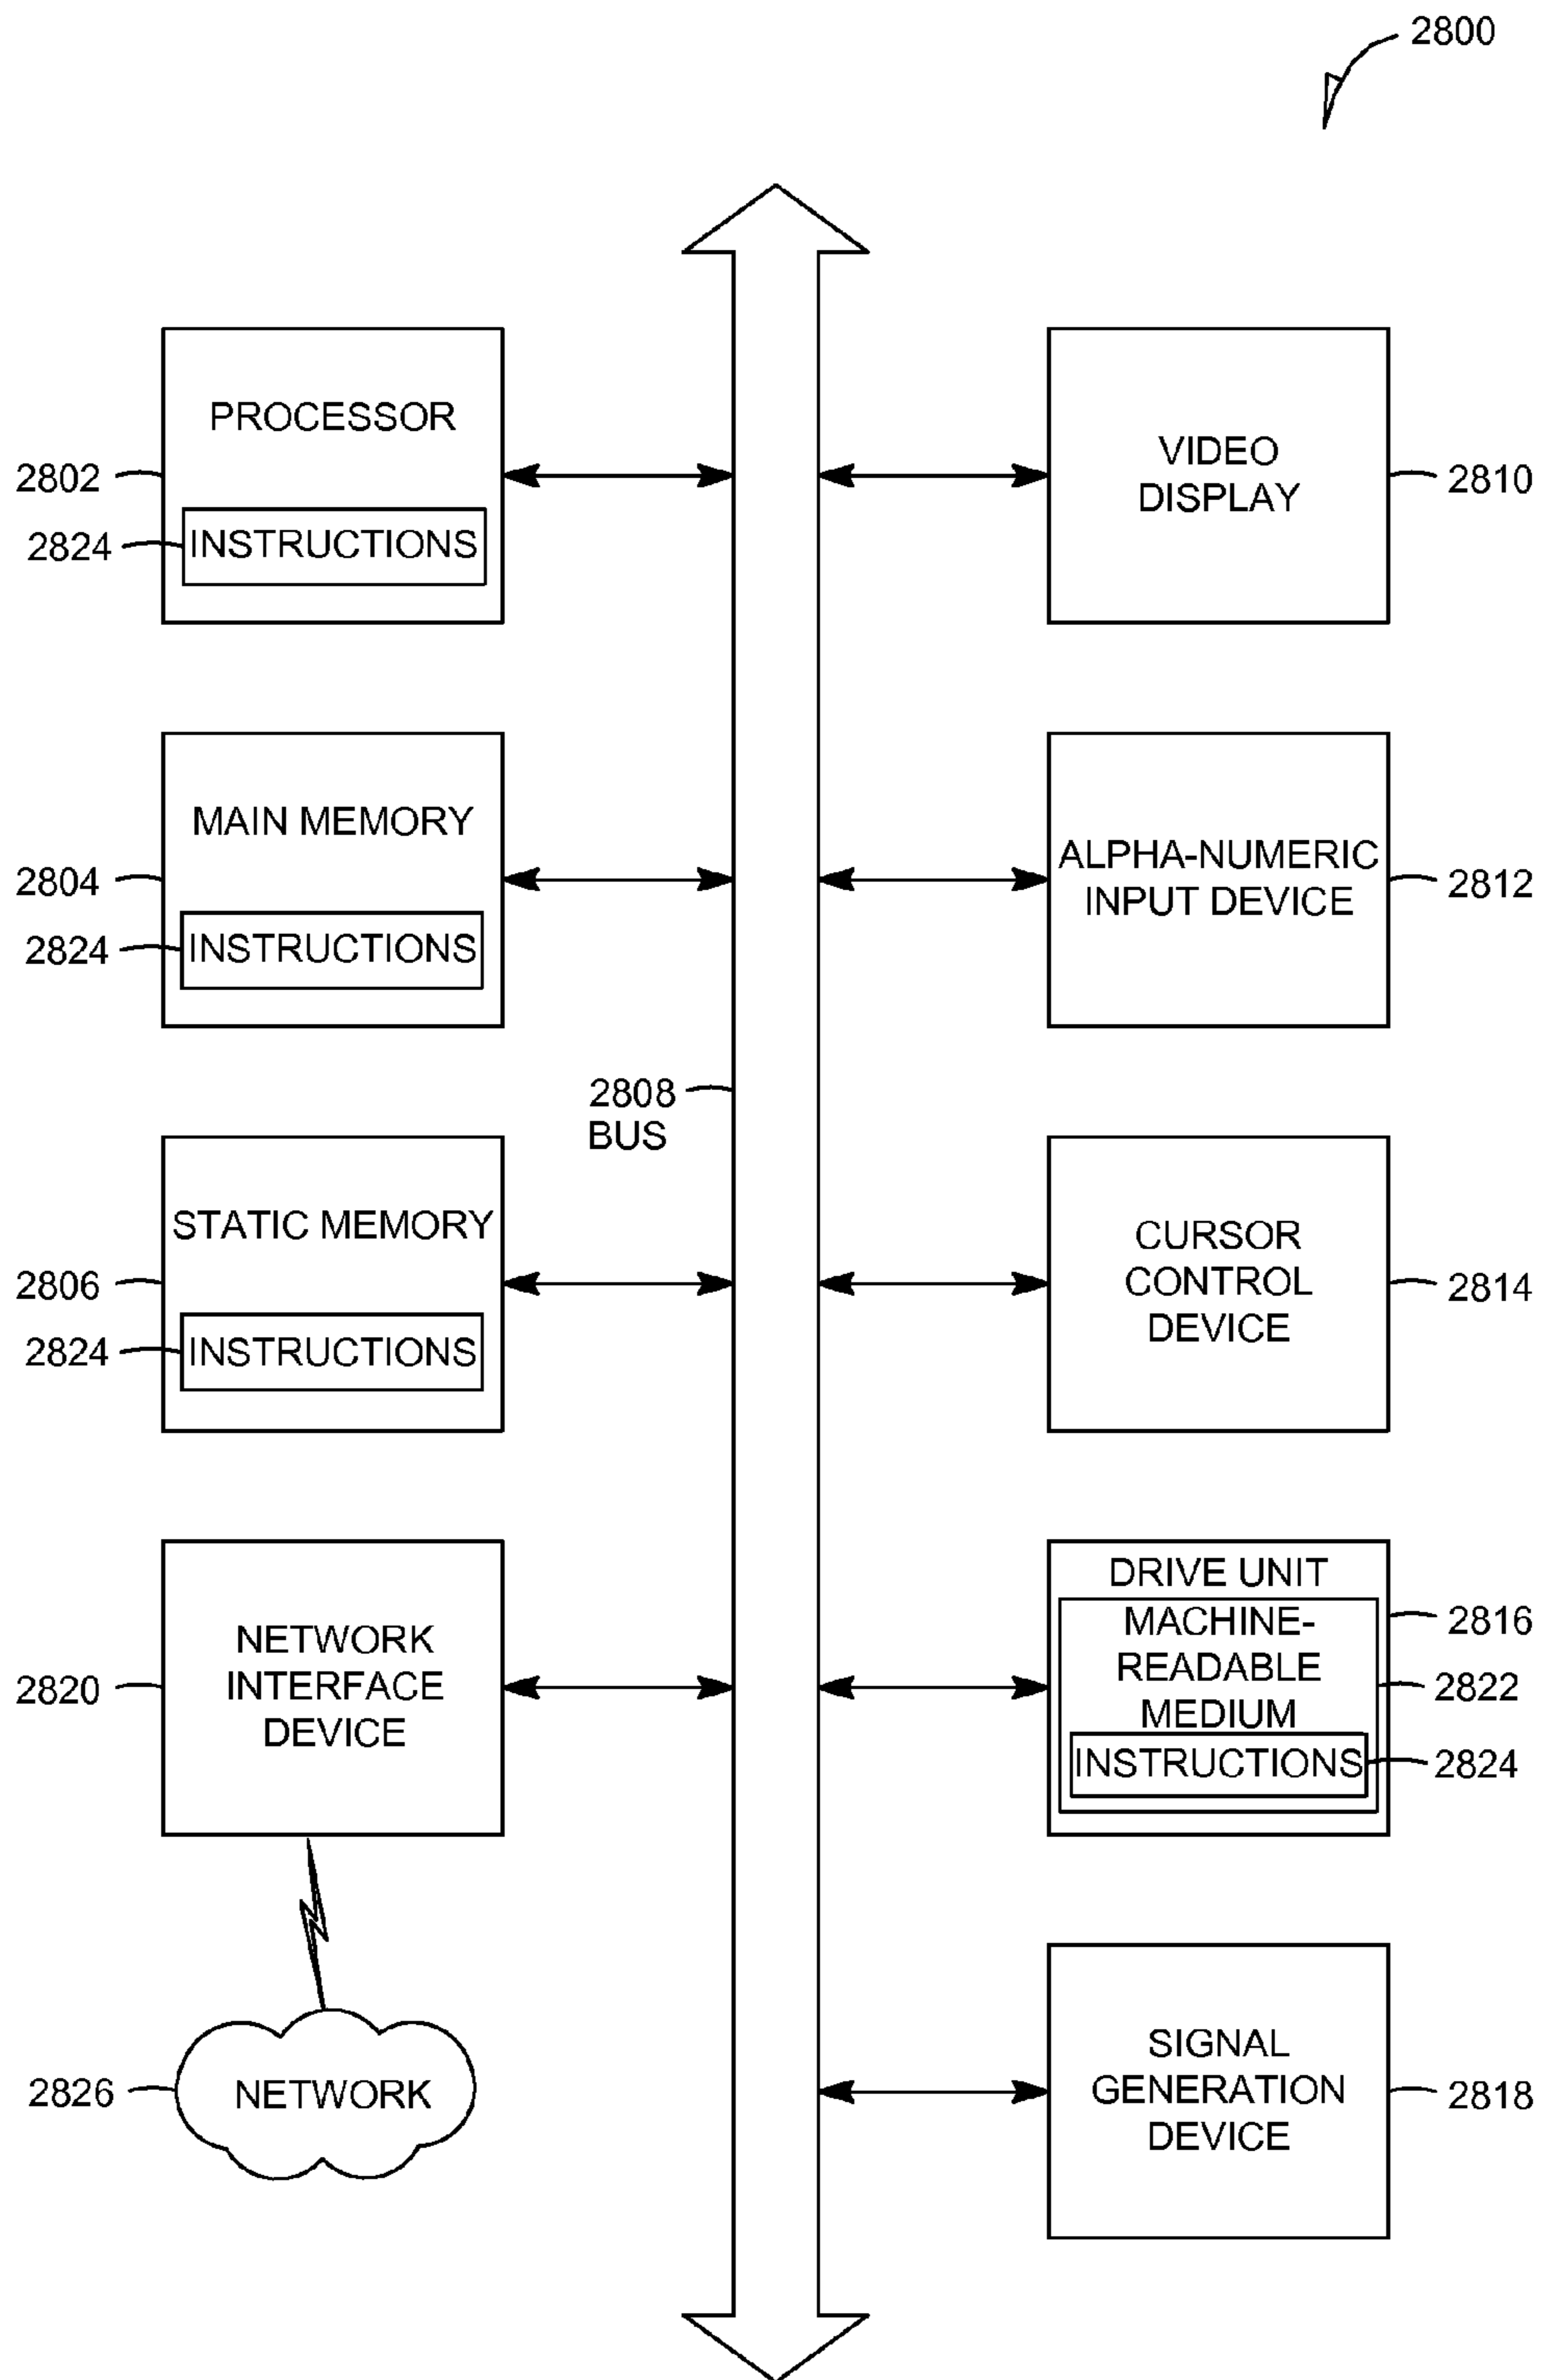 2800
PROCESSOR
2802
2824
INSTRUCTIONS
VIDEO
DISPLAY
2810
MAIN MEMORY
2804
2824
INSTRUCTIONS
ALPHA-NUMERIC
INPUT DEVICE
2812
2808
BUS
STATIC MEMORY
2806
2824
INSTRUCTIONS
CURSOR
CONTROL
DEVICE
2814
NETWORK
INTERFACE
DEVICE
2820
DRIVE UNIT
MACHINE-
READABLE
MEDIUM
INSTRUCTIONS
2816
2822
2824
2826
NETWORK
SIGNAL
GENERATION
DEVICE
2818